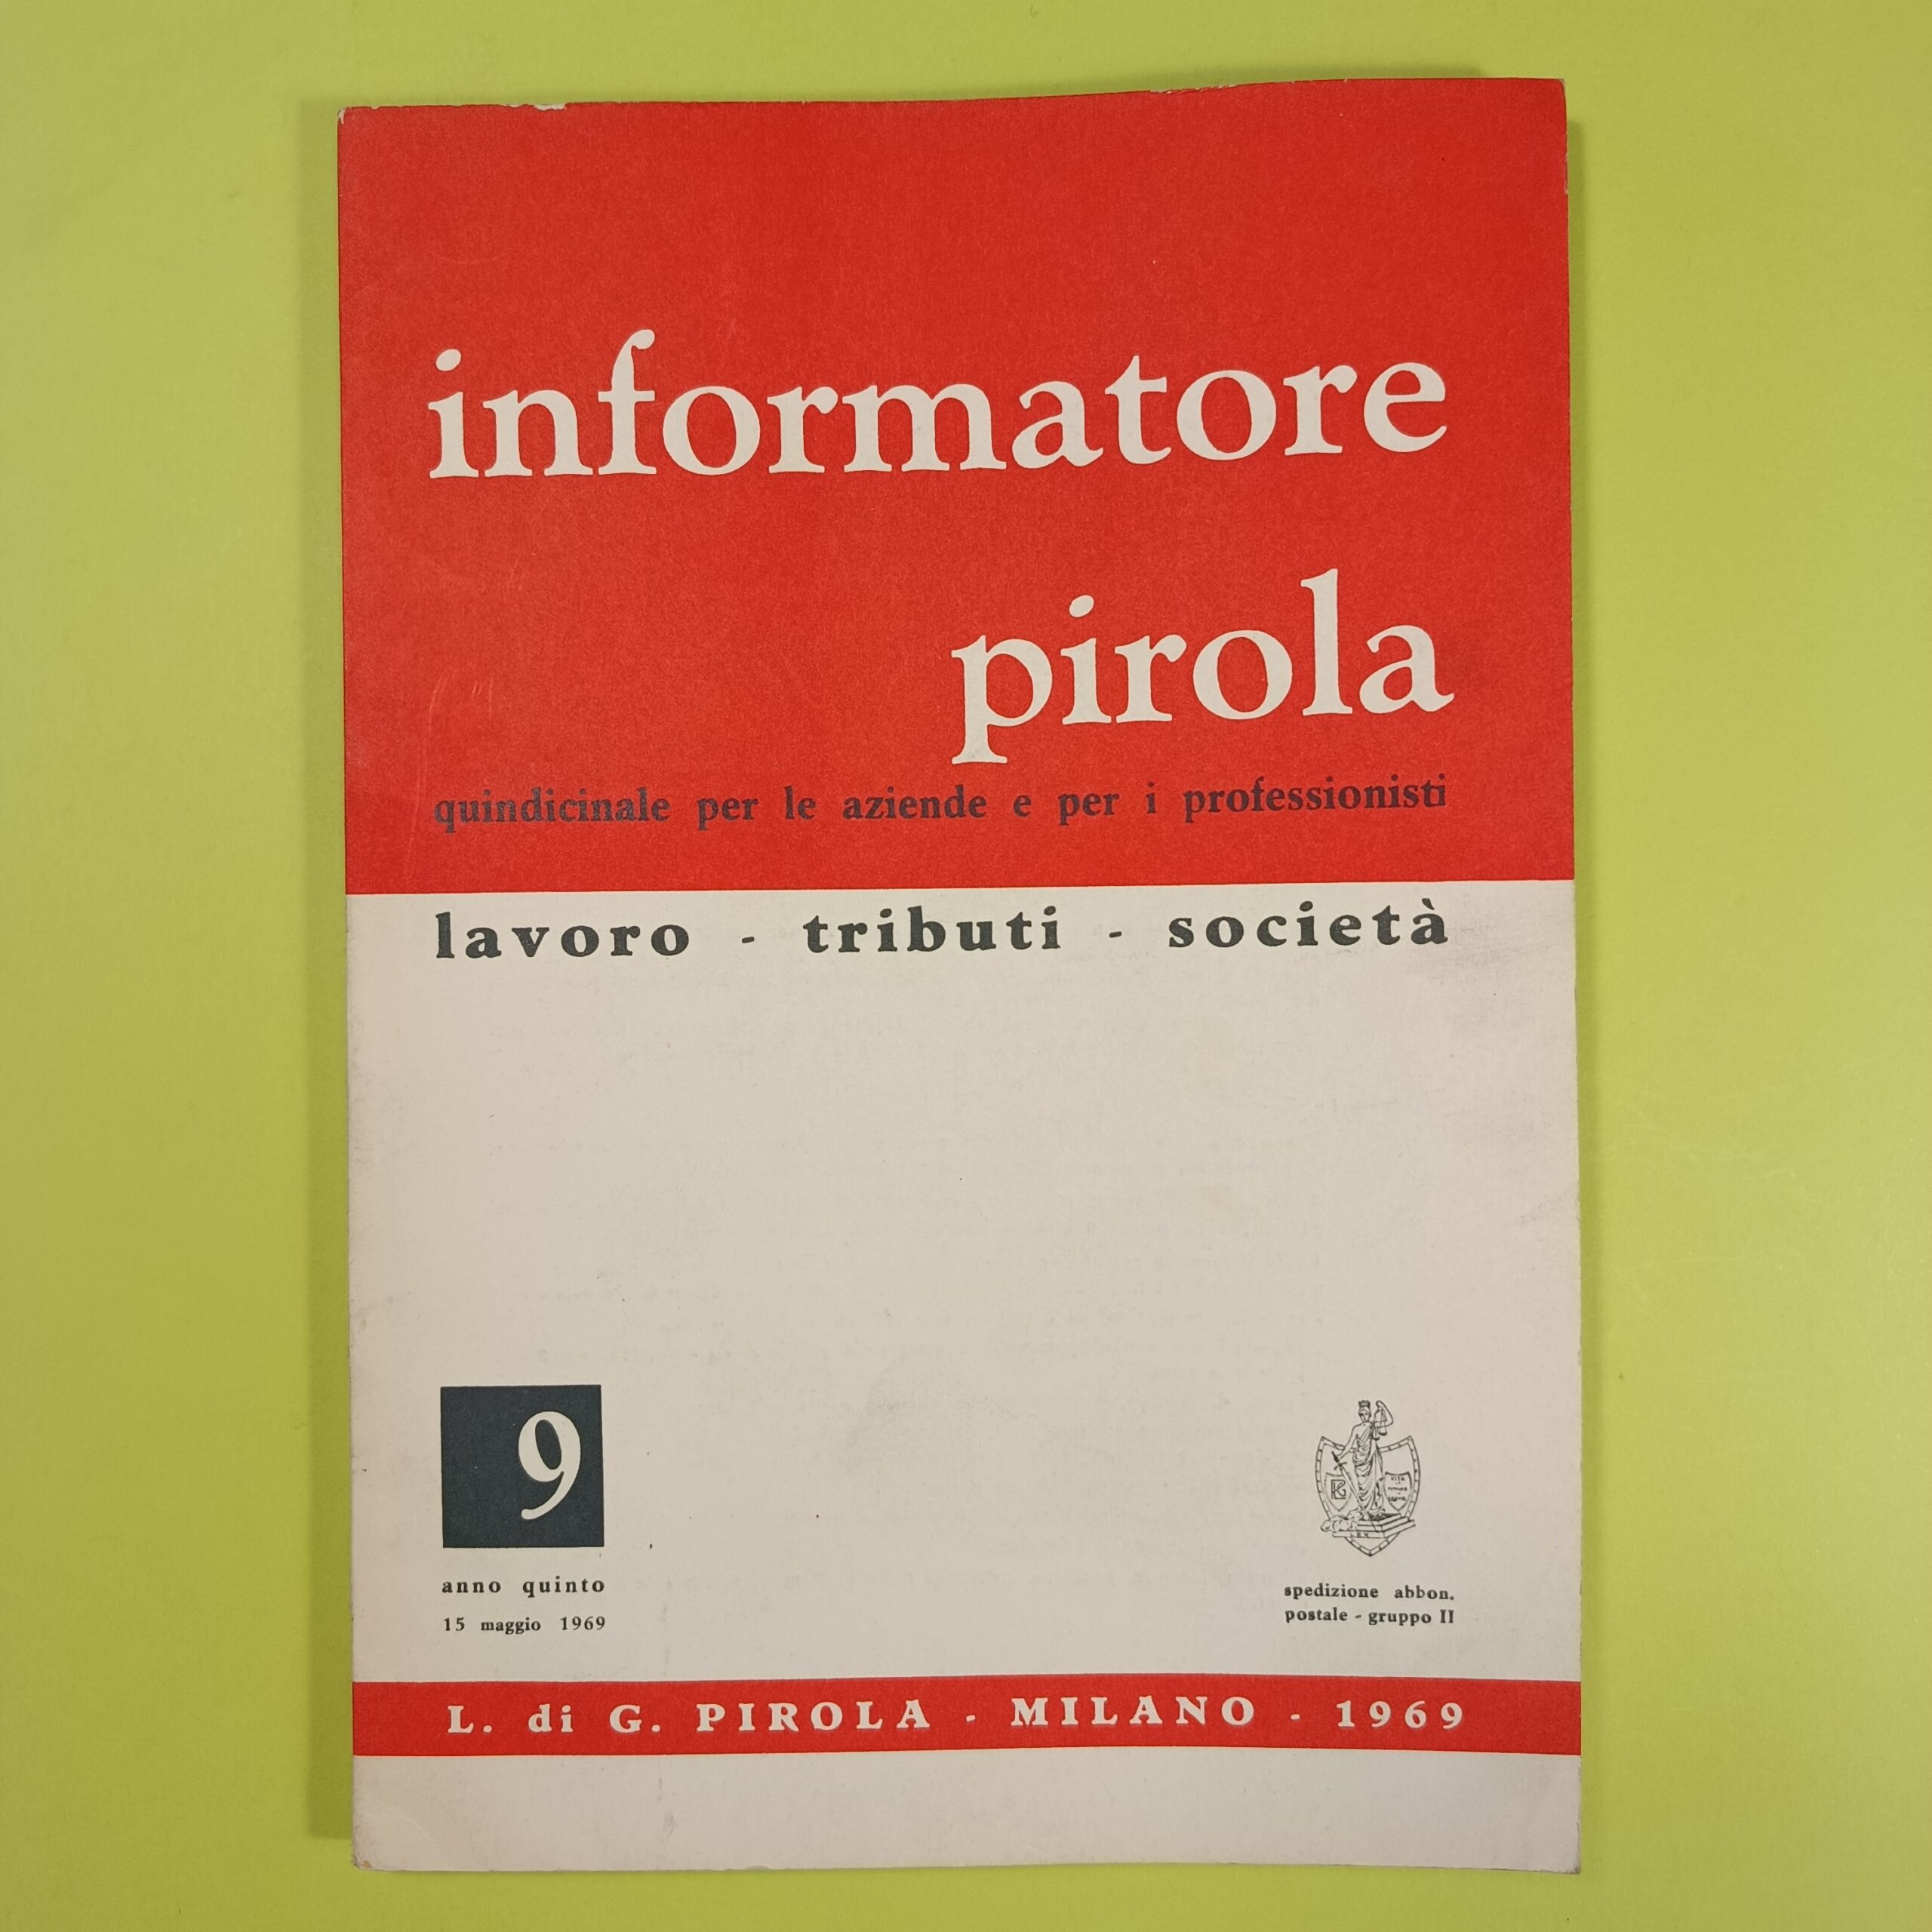 informatore
pirola
quindicinale per le aziende e per i professionisti
lavoro - tributi - società
9
anno quinto
15 maggio 1969
LEX
spedizione abbon.
postale - gruppo II
L. di G. PIROLA - MILANO - 1969